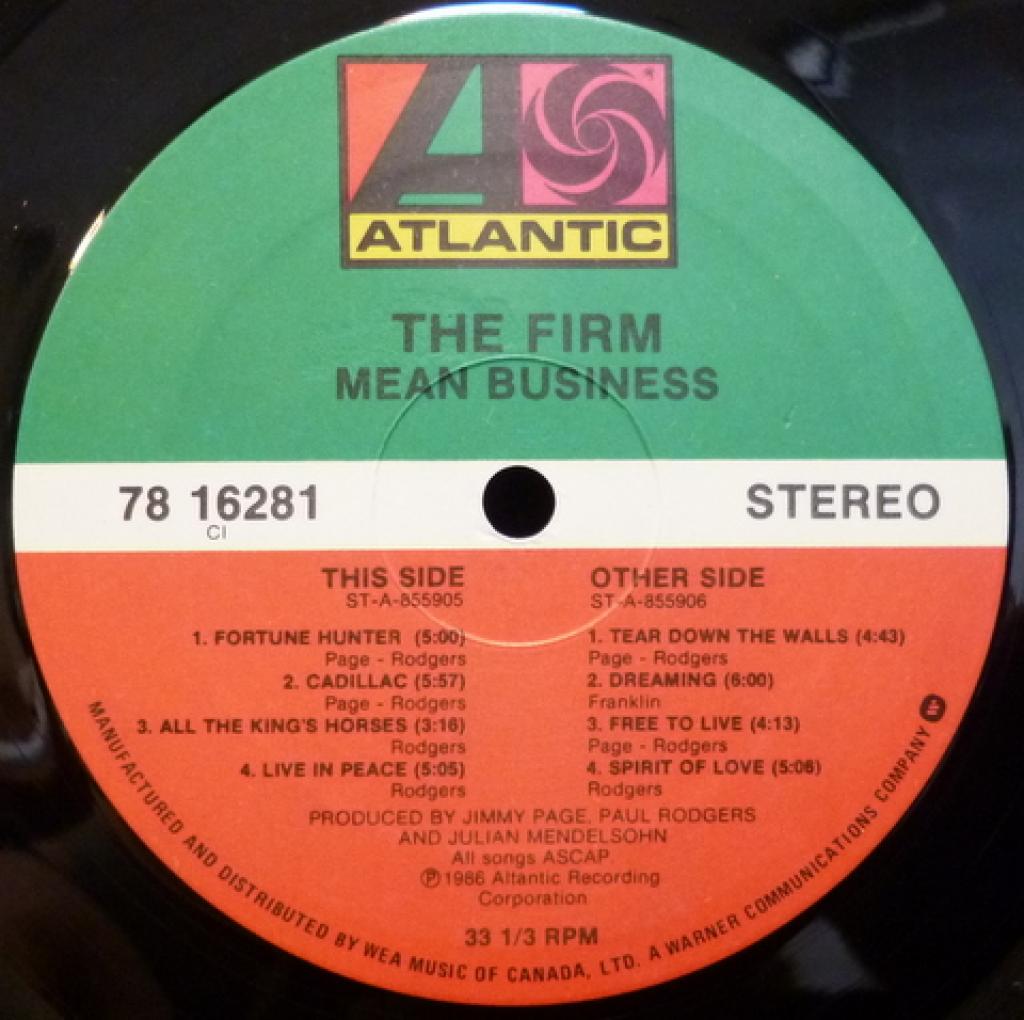 ATLANTIC
THE FIRM
MEAN BUSINESS
78 16281
CI
STEREO
THIS SIDE
ST-A-855905
1. FORTUNE HUNTER (5:00)
Page - Rodgers
2. CADILLAC (5:57)
Page - Rodgers
3. ALL THE KING'S HORSES (3:16)
Rodgers
4. LIVE IN PEACE (5:05)
Rodgers
OTHER SIDE
ST-A-855906
1. TEAR DOWN THE WALLS (4:43)
Page - Rodgers
2. DREAMING (6:00)
Franklin
3. FREE TO LIVE (4:13)
Page - Rodgers
4. SPIRIT OF LOVE (5:06)
Rodgers
PRODUCED BY JIMMY PAGE, PAUL RODGERS
AND JULIAN MENDELSOHN
All songs ASCAP.
℗1986 Altantic Recording
Corporation
33 1/3 RPM
MANUFACTURED AND DISTRIBUTED BY WEA MUSIC OF CANADA, LTD. A WARNER COMMUNICATIONS COMPANY